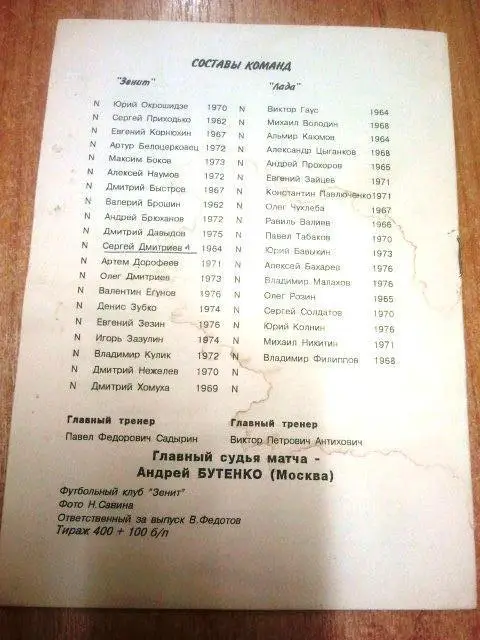 СОСТАВЫ КОМАНД
"Зенит" "Лада"
N Юрий Окрошидзе 1970 N Виктор Гаус 1964
N Сергей Приходько 1962 N Михаил Володин 1968
N Евгений Корнюхин 1967 N Альмир Каюмов 1964
N Артур Белоцерковец 1972 N Александр Цыганков 1968
N Максим Боков 1973 N Андрей Прохоров 1965
N Алексей Наумов 1972 N Евгений Зайцев 1971
N Дмитрий Быстров 1967 N Константин Павлюченко 1971
N Валерий Брошин 1962 N Олег Чухлеба 1967
N Андрей Брюханов 1972 N Равиль Валиев 1966
N Дмитрий Давыдов 1975 N Павел Табаков 1970
N Сергей Дмитриев 1964 N Юрий Бавыкин 1973
N Артем Дорофеев 1971 N Алексей Бахарев 1976
N Олег Дмитриев 1973 N Владимир Малахов 1976
N Валентин Егунов 1976 N Олег Розин 1965
N Денис Зубко 1974 N Сергей Солдатов 1970
N Евгений Зезин 1976 N Юрий Колнин 1976
N Игорь Зазулин 1974 N Михаил Никитин 1971
N Владимир Кулик 1972 N Владимир Филиппов 1968
N Дмитрий Нежелев 1970 N
N Дмитрий Хомуха 1969 N
Главный тренер Главный тренер
Павел Федорович Садырин Виктор Петрович Антихович
Главный судья матча -
Андрей БУТЕНКО (Москва)
Футбольный клуб "Зенит"
Фото Н.Савина
Ответственный за выпуск В.Федотов
Тираж 400 + 100 б/п